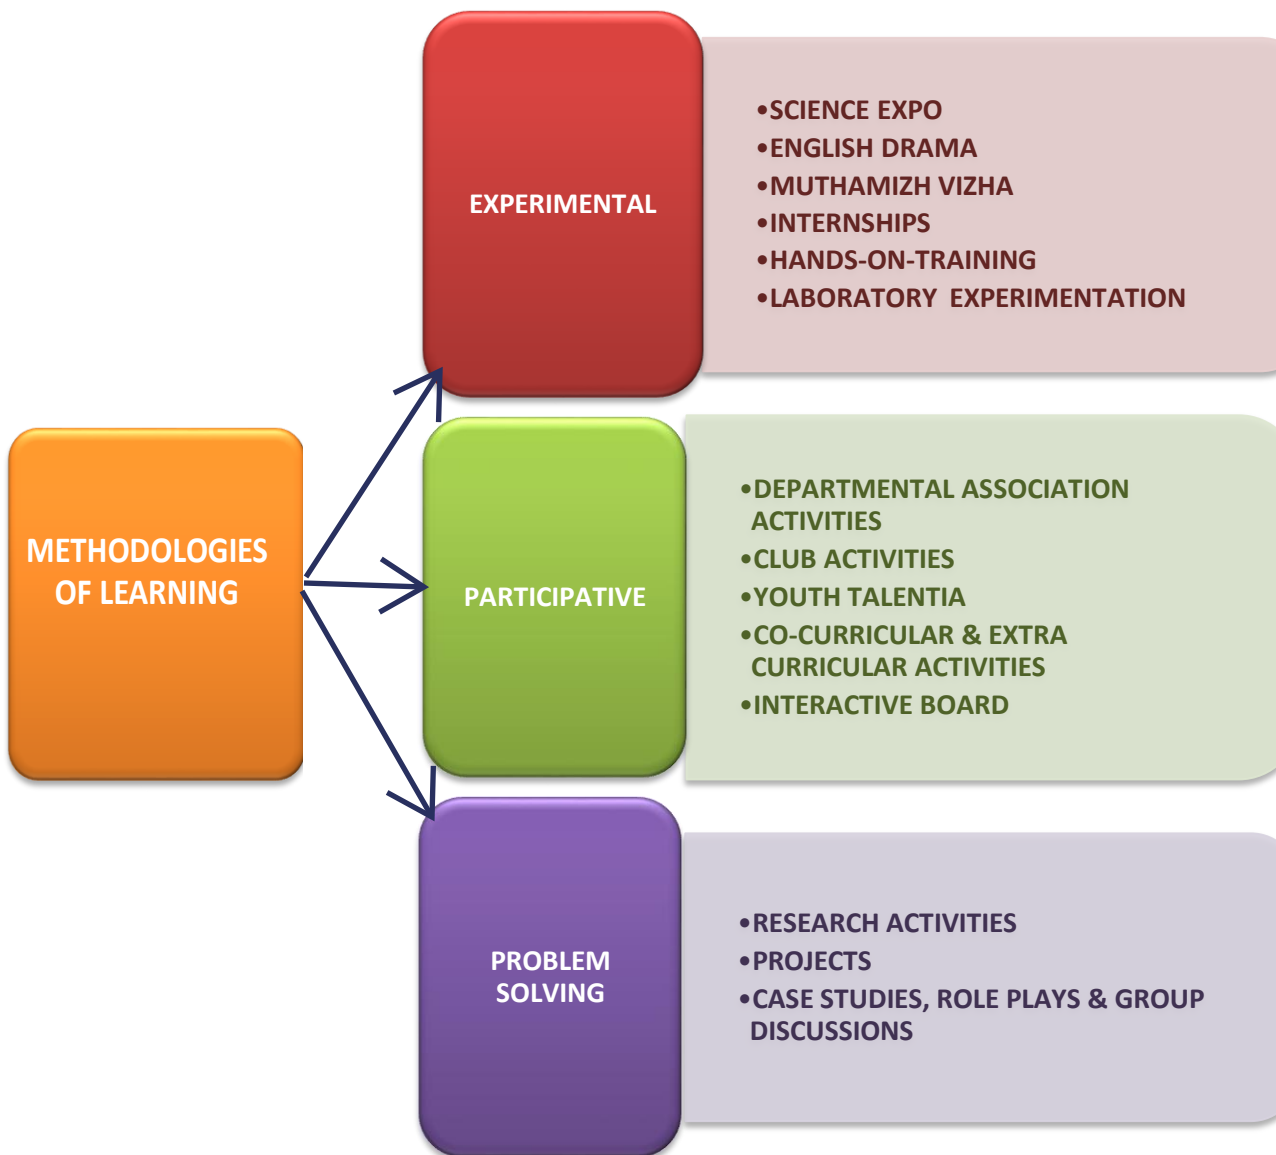 METHODOLOGIES
OF LEARNING
EXPERIMENTAL
•SCIENCE EXPO
•ENGLISH DRAMA
•MUTHAMIZH VIZHA
•INTERNSHIPS
•HANDS-ON-TRAINING
•LABORATORY  EXPERIMENTATION
PARTICIPATIVE
•DEPARTMENTAL ASSOCIATION
ACTIVITIES
•CLUB ACTIVITIES
•YOUTH TALENTIA
•CO-CURRICULAR & EXTRA
CURRICULAR ACTIVITIES
•INTERACTIVE BOARD
PROBLEM
SOLVING
•RESEARCH ACTIVITIES
•PROJECTS
•CASE STUDIES, ROLE PLAYS & GROUP
DISCUSSIONS